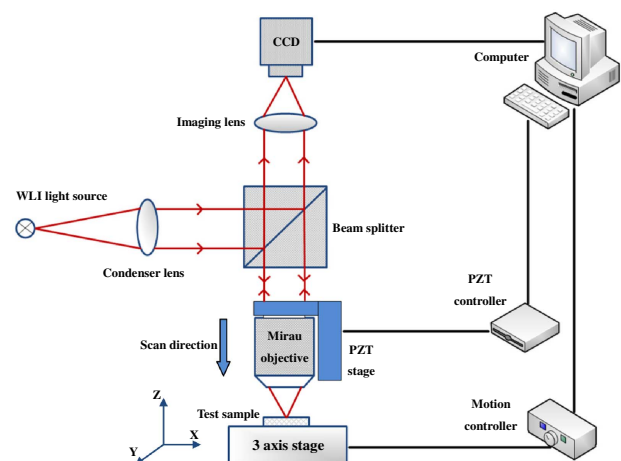 CCD
Computer
Imaging lens
WLI light source
Beam splitter
Condenser lens
PZT
controller
Mirau
objective
Scan direction
PZT
stage
Z
Test sample
Motion
controller
X
3 axis stage
Y